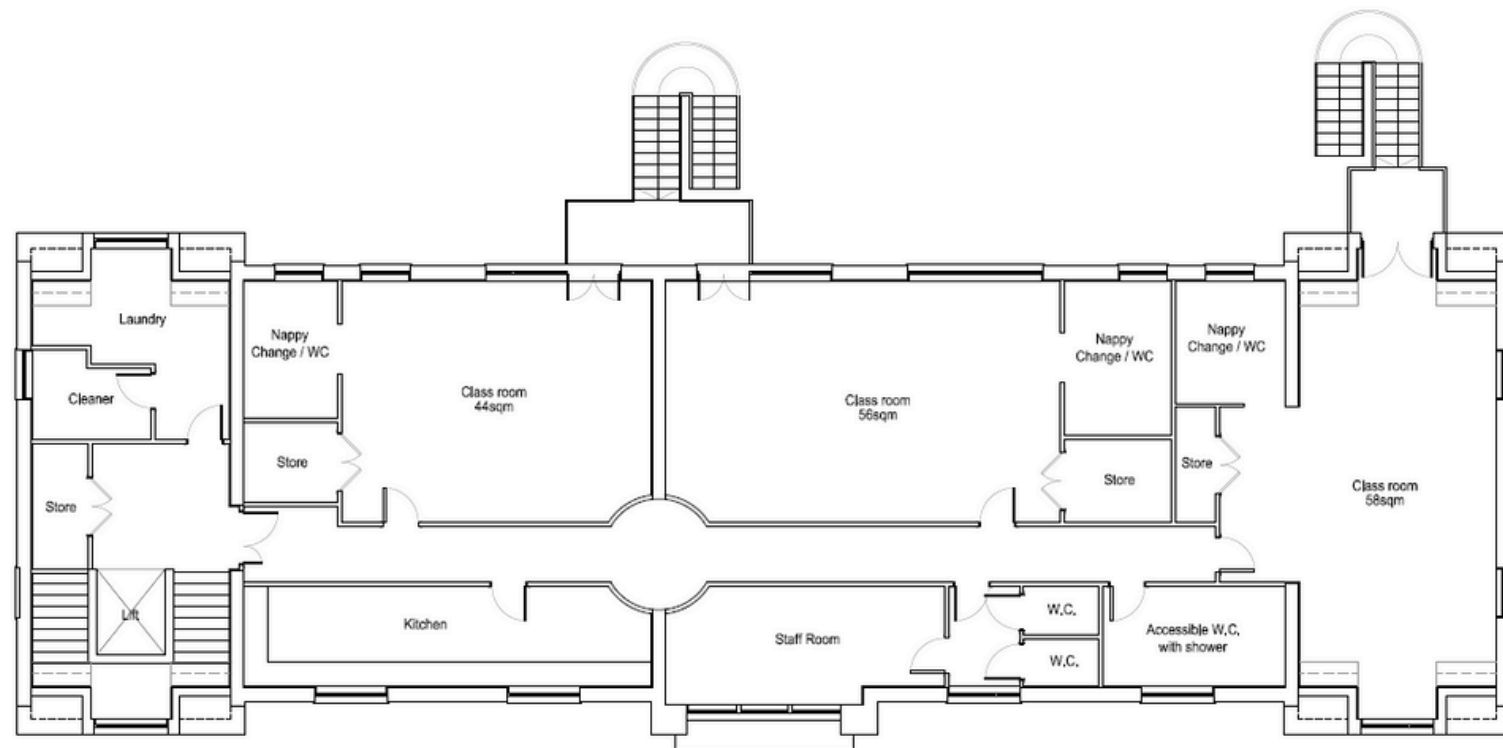 Laundry
Nappy
Change / WC
Cleaner
Class room
44sqm
Store
Store
Class room
56sqm
Nappy
Change / WC
Nappy
Change / WC
Store
Store
Class room
58sqm
Lift
Kitchen
Staff Room
W.C.
W.C.
Accessible W.C.
with shower